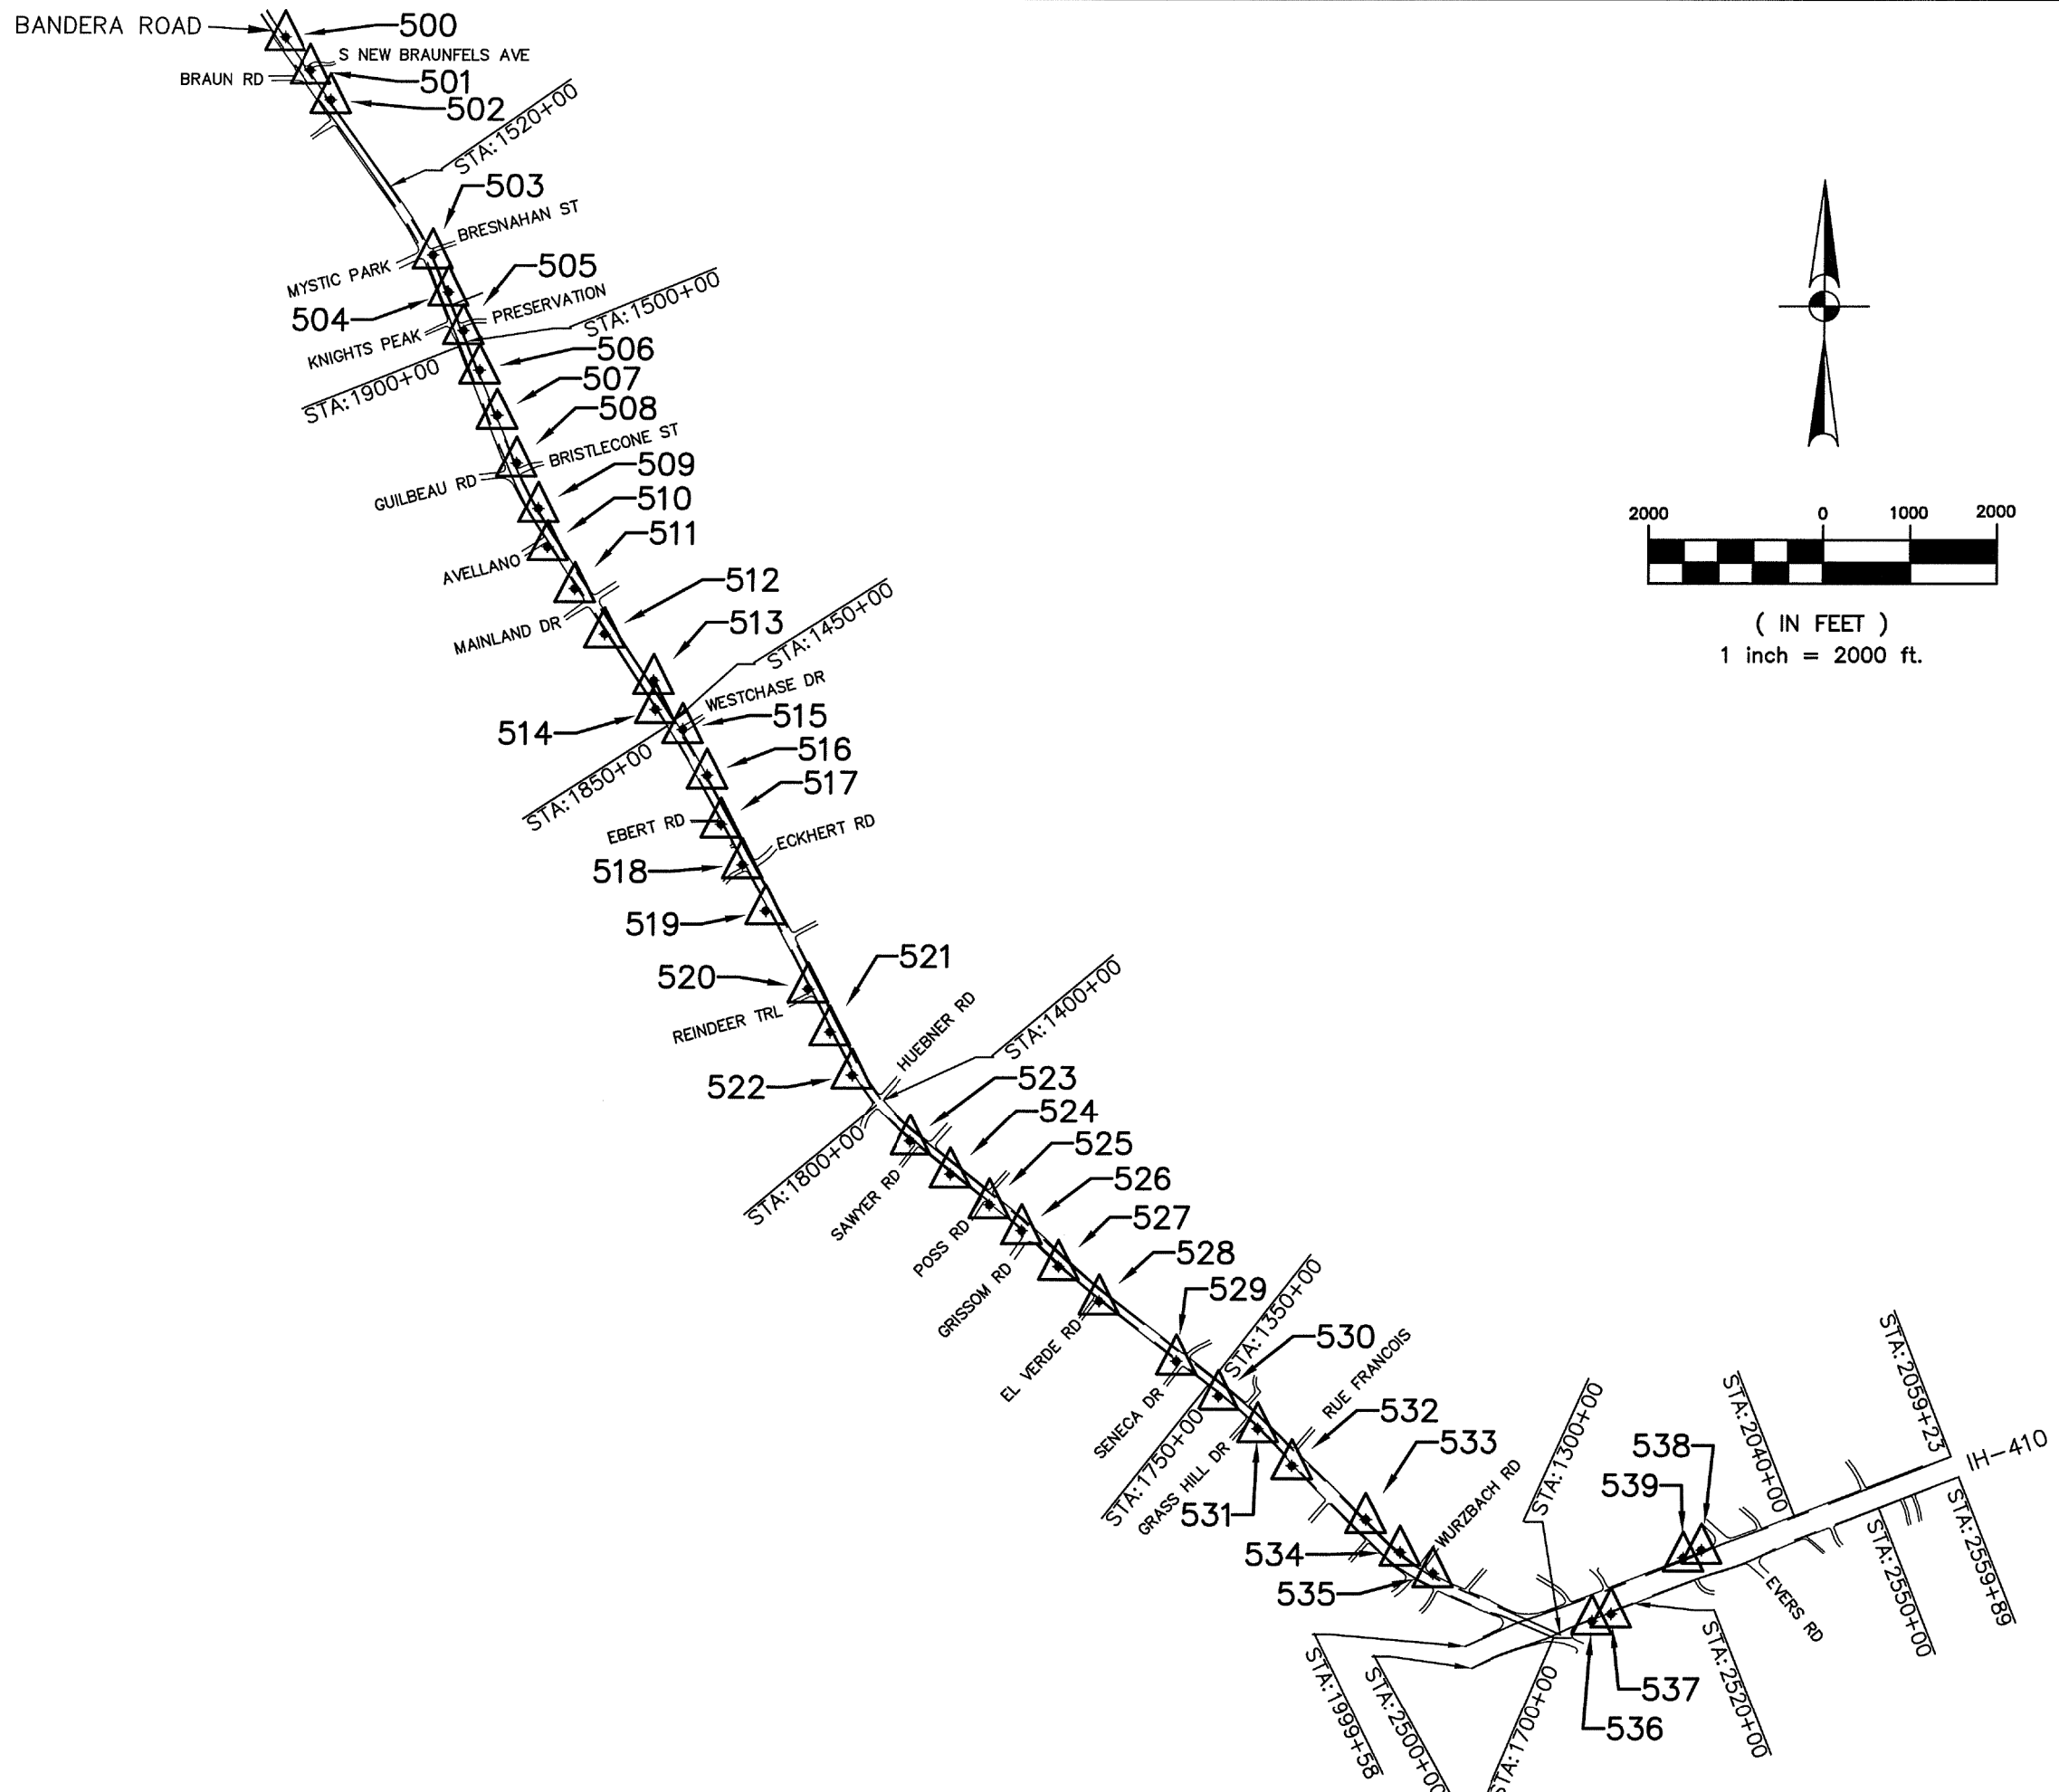 BANDERA ROAD
500
S NEW BRAUNFELS AVE
BRAUN RD
501
502
STA:1520+00
503
BRESNAHAN ST
MYSTIC PARK
505
504
PRESERVATION
STA:1500+00
KNIGHTS PEAK
506
STA:1900+00
507
508
BRISTLECONE ST
509
GUILBEAU RD
510
2000 0 1000 2000
511
AVELLANO
512
( IN FEET )
1 inch = 2000 ft.
MAINLAND DR
513
STA:1450+00
WESTCHASE DR
515
514
516
STA:1850+00
517
EBERT RD
ECKHERT RD
518
519
521
520
REINDEER TRL
HUEBNER RD
STA:1400+00
523
522
524
STA:1800+00
525
SAWYER RD
526
POSS RD
527
GRISSOM RD
528
529
STA:1350+00
EL VERDE RD
530
RUE FRANCOIS
SENECA DR
532
STA:1750+00
533
GRASS HILL DR
531
STA:1300+00
STA:2040+00
STA:2059+23
IH-410
538
539
WURZBACH RD
534
535
STA:2559+89
STA:2550+00
EVERS RD
STA:2520+00
537
536
STA:1999+58
STA:2500+00
STA:1700+00